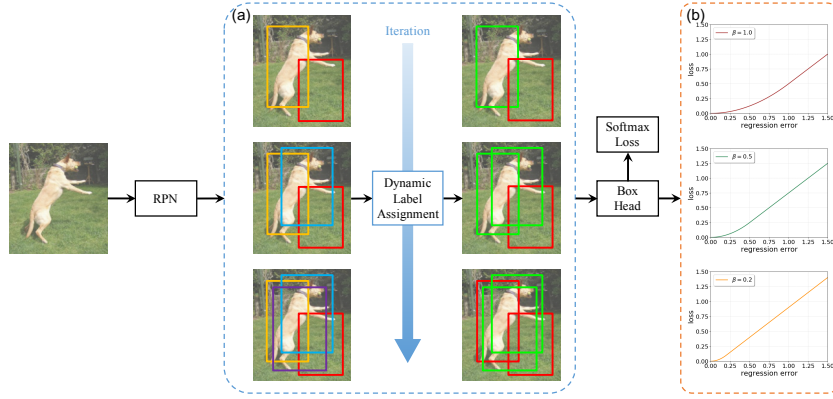 (a)
(b)
Iteration
RPN
Dynamic
Label
Assignment
Softmax
Loss
Box
Head
1.50
1.25
1.00
0.75
0.50
0.25
0.00
loss
β = 1.0
0.00 0.25 0.50 0.75 1.00 1.25 1.50
regression error
1.50
1.25
1.00
0.75
0.50
0.25
0.00
loss
β = 0.5
0.00 0.25 0.50 0.75 1.00 1.25 1.50
regression error
1.50
1.25
1.00
0.75
0.50
0.25
0.00
loss
β = 0.2
0.00 0.25 0.50 0.75 1.00 1.25 1.50
regression error